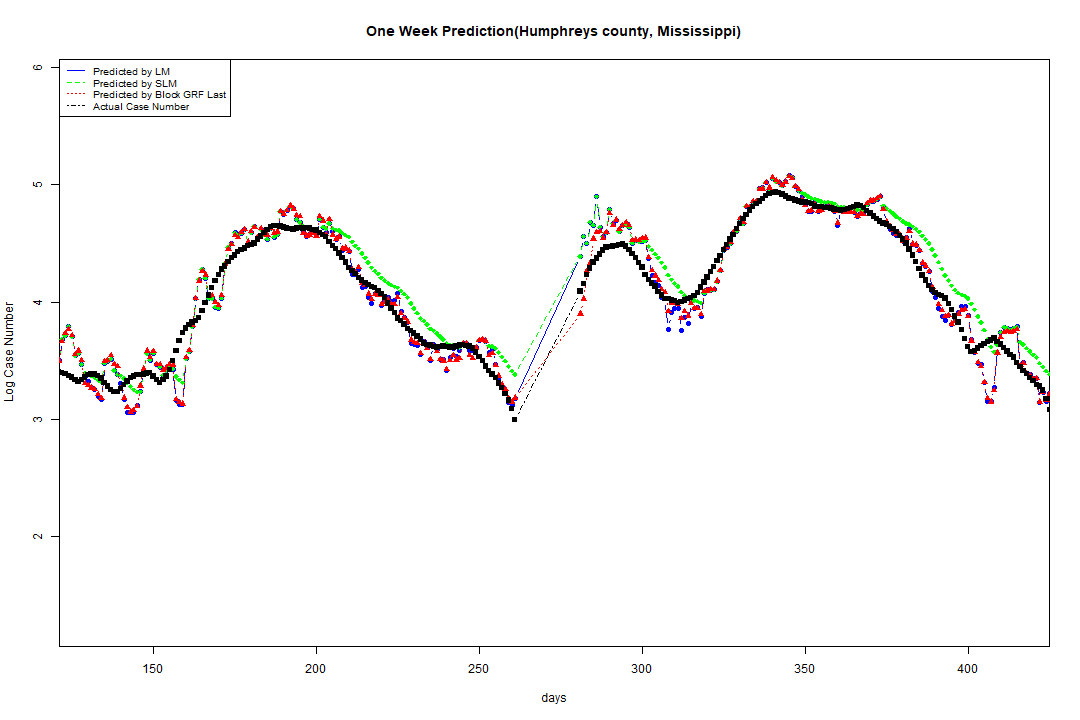 One Week Prediction(Humphreys county, Mississippi)
Predicted by LM
Predicted by SLM
Predicted by Block GRF Last
Actual Case Number
6
5
4
3
2
Log Case Number
150 200 250 300 350 400
days